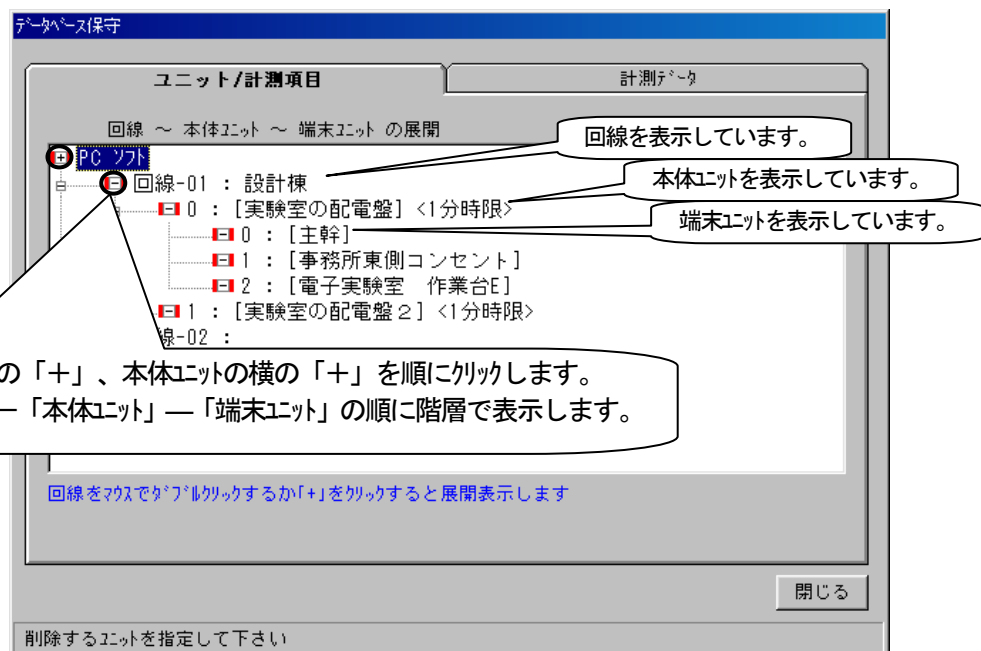 ﾃﾞｰﾀﾍﾞｰｽ保守
ユニット/計測項目
計測ﾃﾞｰﾀ
回線 ～ 本体ﾕﾆｯﾄ ～ 端末ﾕﾆｯﾄ の展開
回線を表示しています。
PC ｿﾌﾄ
回線-01 : 設計棟
本体ﾕﾆｯﾄを表示しています。
0 : [実験室の配電盤] <1分時限>
端末ﾕﾆｯﾄを表示しています。
0 : [主幹]
1 : [事務所東側コンセント]
2 : [電子実験室　作業台E]
1 : [実験室の配電盤２] <1分時限>
線-02 :
の「＋」、本体ﾕﾆｯﾄの横の「＋」を順にｸﾘｯｸします。
―「本体ﾕﾆｯﾄ」―「端末ﾕﾆｯﾄ」の順に階層で表示します。
回線をﾏｳｽでﾀﾞﾌﾞﾙｸﾘｯｸするか｢+｣をｸﾘｯｸすると展開表示します
閉じる
削除するﾕﾆｯﾄを指定して下さい